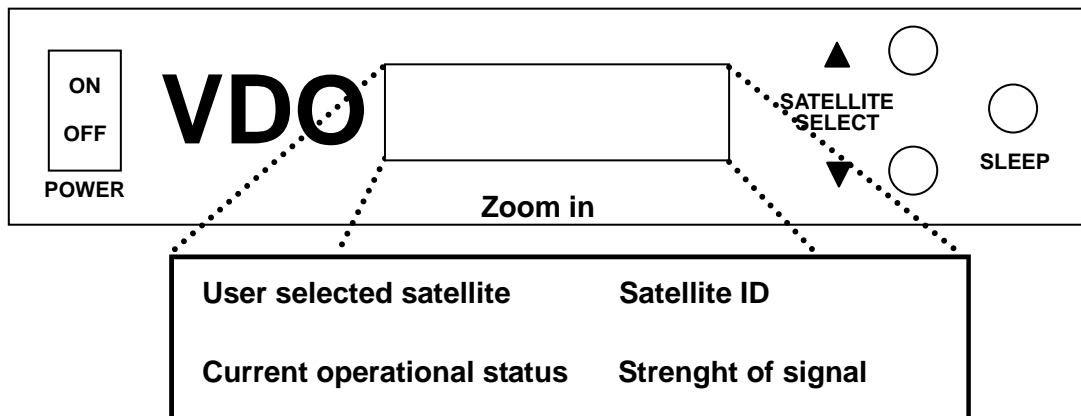 ON
OFF
POWER
VDO
▲
SATELLITE
SELECT
▼
SLEEP
Zoom in
User selected satellite Satellite ID
Current operational status Strenght of signal